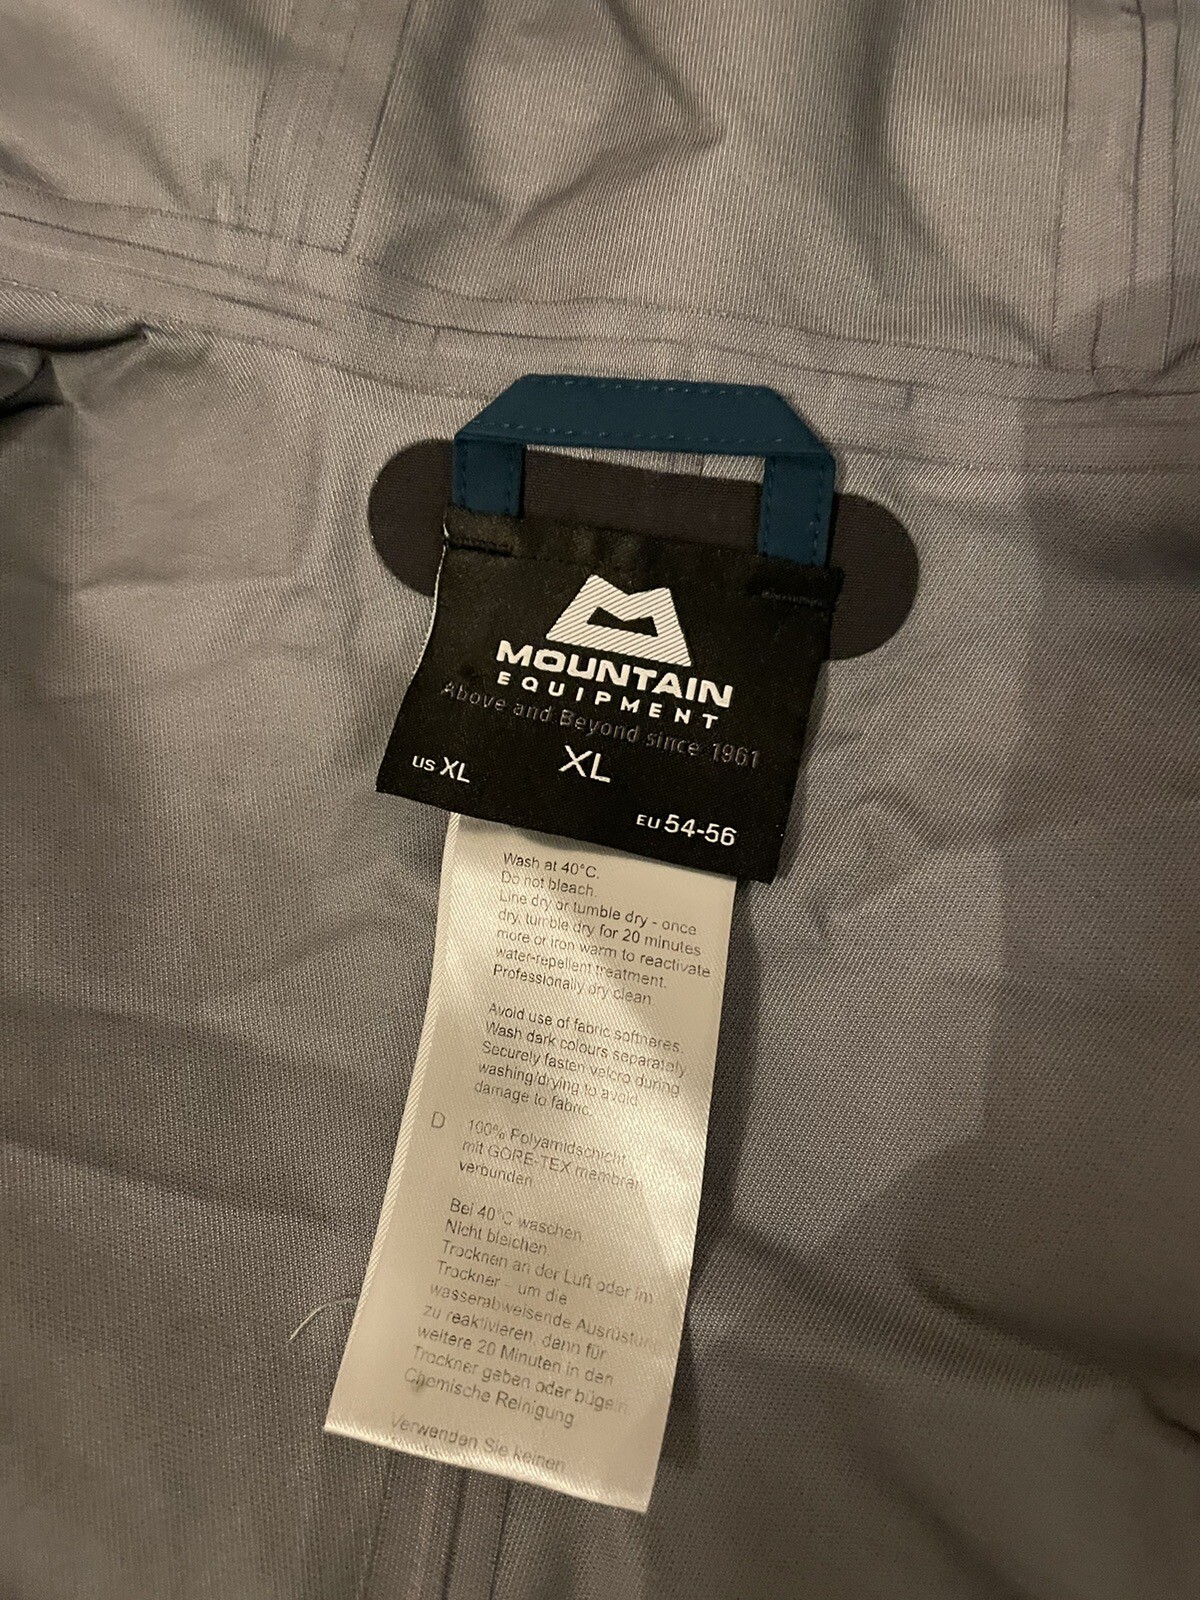 MOUNTAIN
EQUIPMENT
Above and Beyond since 1961
US XL
XL
EU 54-56
Wash at 40°C.
Do not bleach.
Line dry or tumble dry - once
dry, tumble dry for 20 minutes
more or iron warm to reactivate
water-repellent treatment.
Professionally dry clean.
Avoid use of fabric softnares.
Wash dark colours separately
Securely fasten velcro during
washing/drying to avoid
damage to fabric.
D 100% Polyamidschicht
mit GORE-TEX membran
verbunden
Bei 40°C waschen.
Nicht bleichen
Trocknen an der Luft oder im
Trockner - um die
wasserabweisende Ausrüstung
zu reaktivieren, dann für
weitere 20 Minuten in den
Trockner geben oder bügeln
Chemische Reinigung
Verwenden Sie keinen